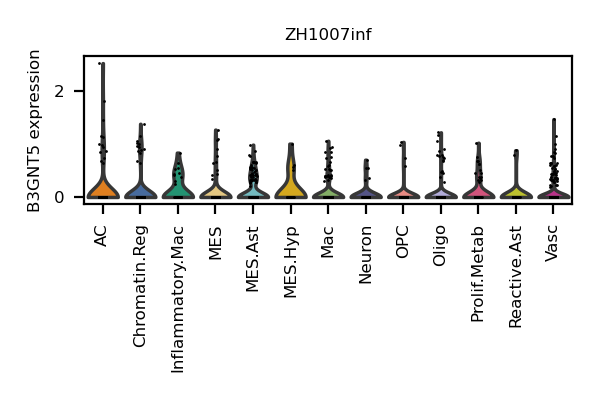 ZH1007inf
B3GNT5 expression
2
0
AC
Chromatin.Reg
Inflammatory.Mac
MES
MES.Ast
MES.Hyp
Mac
Neuron
OPC
Oligo
Prolif.Metab
Reactive.Ast
Vasc